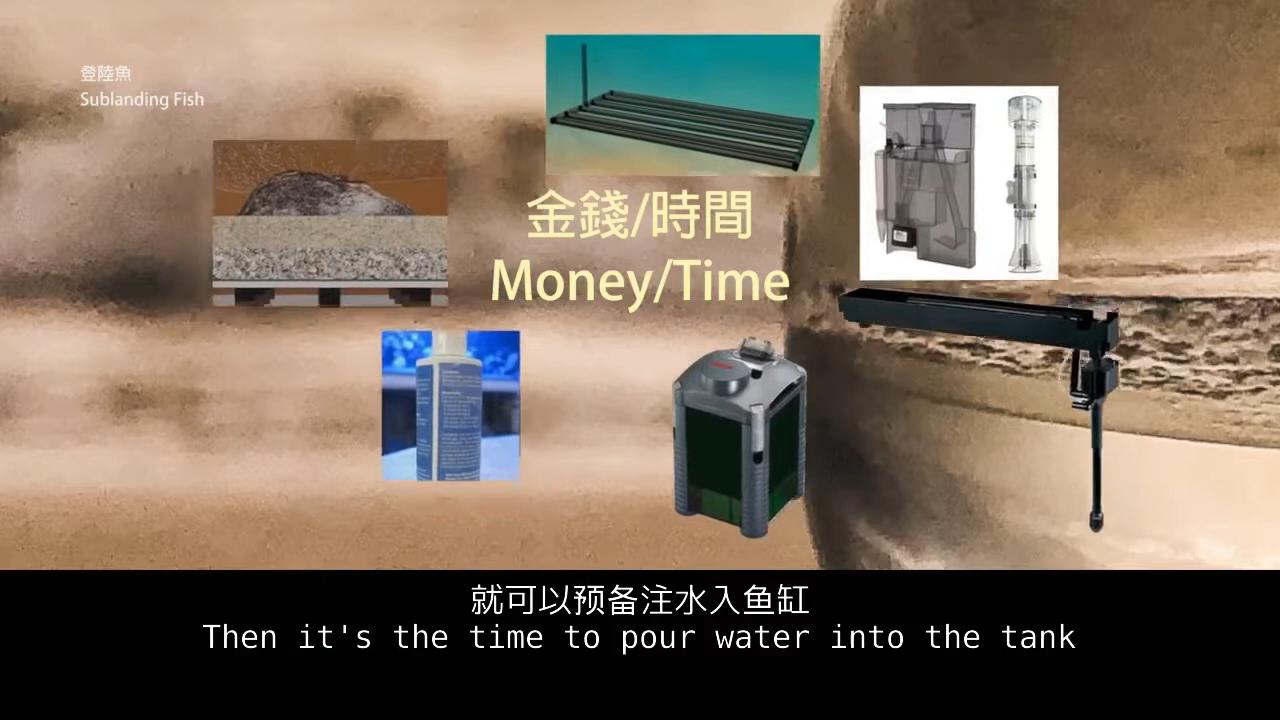 登陸魚
Sublanding Fish
金錢/時間
Money/Time
就可以预备注水入鱼缸
Then it's the time to pour water into the tank